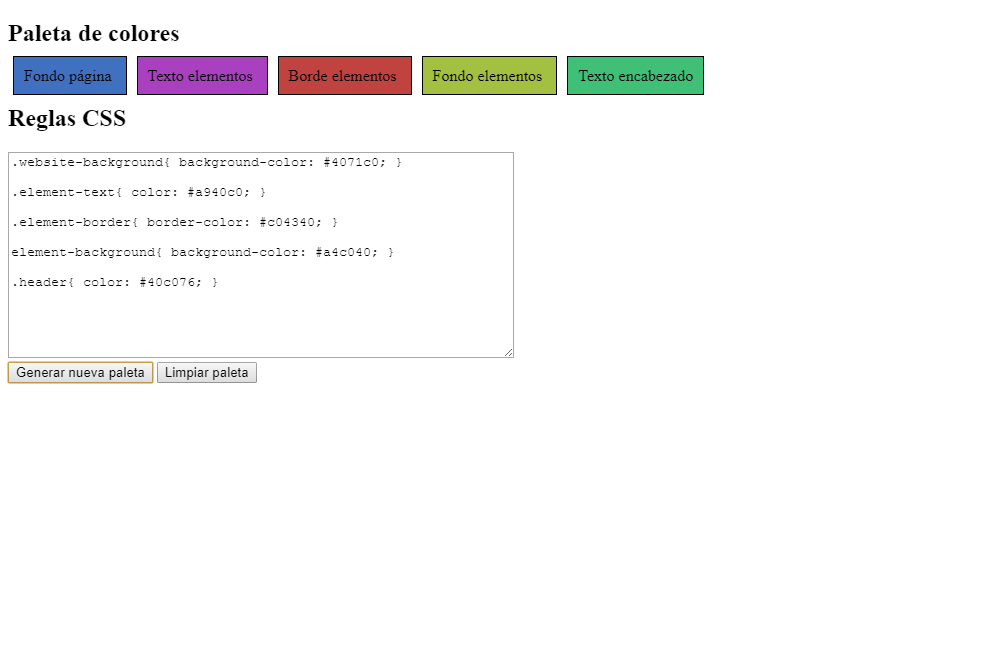 Paleta de colores
Fondo página Texto elementos Borde elementos Fondo elementos Texto encabezado
Reglas CSS
.website-background{ background-color: #4071c0; }
.element-text{ color: #a940c0; }
.element-border{ border-color: #c04340; }
element-background{ background-color: #a4c040; }
.header{ color: #40c076; }
Generar nueva paleta Limpiar paleta